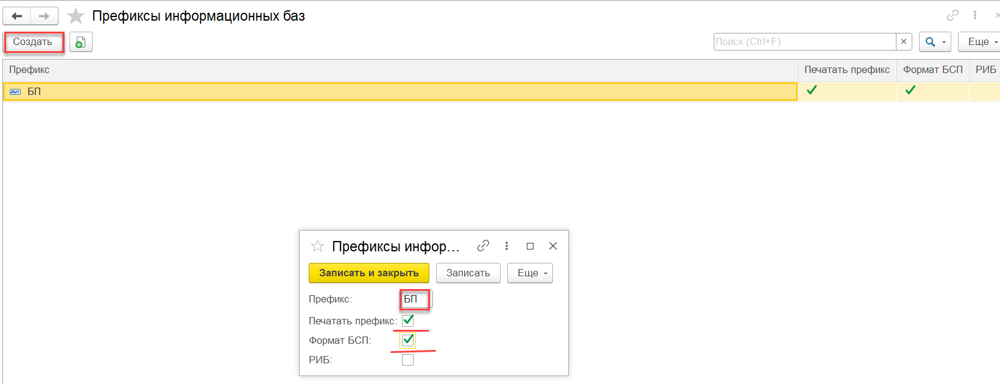 Префиксы информационных баз
Создать
Поиск (Ctrl+F)
Еще
Префикс
Печатать префикс
Формат БСП
РИБ
БП
Префиксы инфор...
Записать и закрыть
Записать
Еще
Префикс:
БП
Печатать префикс:
Формат БСП:
РИБ: